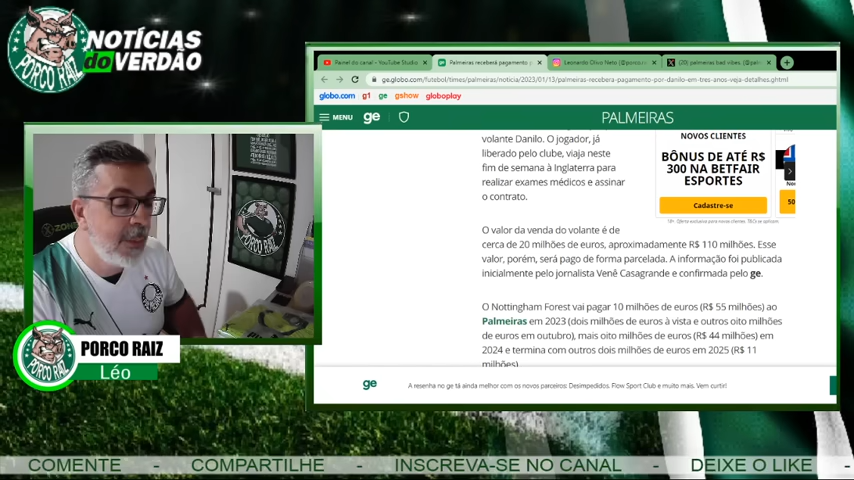 NOTÍCIAS
do VERDÃO
PORCO RAIZ
Painel do canal - YouTube Studio
Palmeiras receberá pagamento p
Leonardo Divo Neto (@porco.r
(20) palmeiras bad vibes. (@palm
ge.globo.com/futebol/times/palmeiras/noticia/2023/01/13/palmeiras-recebera-pagamento-por-danilo-em-tres-anos-veja-detalhes.ghtml
globo.com g1 ge gshow globoplay
MENU ge PALMEIRAS
volante Danilo. O jogador, já
liberado pelo clube, viaja neste
fim de semana à Inglaterra para
realizar exames médicos e assinar
o contrato.
NOVOS CLIENTES
BÔNUS DE ATÉ R$
300 NA BETFAIR
ESPORTES
Cadastre-se
50
O valor da venda do volante é de
cerca de 20 milhões de euros, aproximadamente R$ 110 milhões. Esse
valor, porém, será pago de forma parcelada. A informação foi publicada
inicialmente pelo jornalista Venê Casagrande e confirmada pelo ge.
O Nottingham Forest vai pagar 10 milhões de euros (R$ 55 milhões) ao
Palmeiras em 2023 (dois milhões de euros à vista e outros oito milhões
de euros em outubro), mais oito milhões de euros (R$ 44 milhões) em
2024 e termina com outros dois milhões de euros em 2025 (R$ 11
milhões)
ge A resenha no ge tá ainda melhor com os novos parceiros: Desimpedidos, Flow Sport Club e muito mais. Vem curtir!
PORCO RAIZ
PORCO RAIZ
Léo
COMENTE - COMPARTILHE - INSCREVA-SE NO CANAL - DEIXE O LIKE -